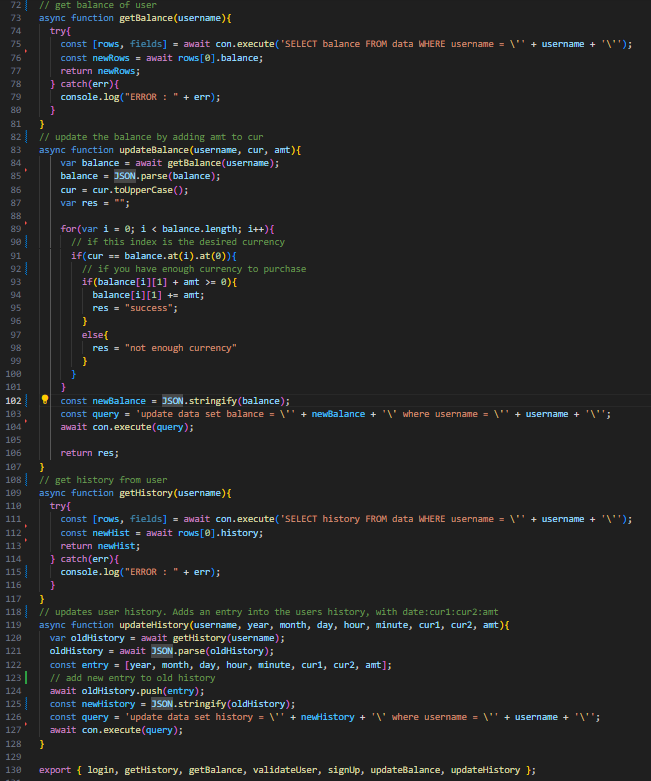 72 // get balance of user
73 async function getBalance(username){
74 try{
75 const [rows, fields] = await con.execute('SELECT balance FROM data WHERE username = \'' + username + '\'');
76 const newRows = await rows[0].balance;
77 return newRows;
78 } catch(err){
79 console.log("ERROR : " + err);
80 }
81 }
82 // update the balance by adding amt to cur
83 async function updateBalance(username, cur, amt){
84 var balance = await getBalance(username);
85 balance = JSON.parse(balance);
86 cur = cur.toUpperCase();
87 var res = "";
88
89 for(var i = 0; i < balance.length; i++){
90 // if this index is the desired currency
91 if(cur == balance.at(i).at(0)){
92 // if you have enough currency to purchase
93 if(balance[i][1] + amt >= 0){
94 balance[i][1] += amt;
95 res = "success";
96 }
97 else{
98 res = "not enough currency"
99 }
100 }
101 }
102 const newBalance = JSON.stringify(balance);
103 const query = 'update data set balance = \'' + newBalance + '\' where username = \'' + username + '\'';
104 await con.execute(query);
105
106 return res;
107 }
108 // get history from user
109 async function getHistory(username){
110 try{
111 const [rows, fields] = await con.execute('SELECT history FROM data WHERE username = \'' + username + '\'');
112 const newHist = await rows[0].history;
113 return newHist;
114 } catch(err){
115 console.log("ERROR : " + err);
116 }
117 }
118 // updates user history. Adds an entry into the users history, with date:cur1:cur2:amt
119 async function updateHistory(username, year, month, day, hour, minute, cur1, cur2, amt){
120 var oldHistory = await getHistory(username);
121 oldHistory = await JSON.parse(oldHistory);
122 const entry = [year, month, day, hour, minute, cur1, cur2, amt];
123 // add new entry to old history
124 await oldHistory.push(entry);
125 const newHistory = JSON.stringify(oldHistory);
126 const query = 'update data set history = \'' + newHistory + '\' where username = \'' + username + '\'';
127 await con.execute(query);
128 }
129
130 export { login, getHistory, getBalance, validateUser, signUp, updateBalance, updateHistory };